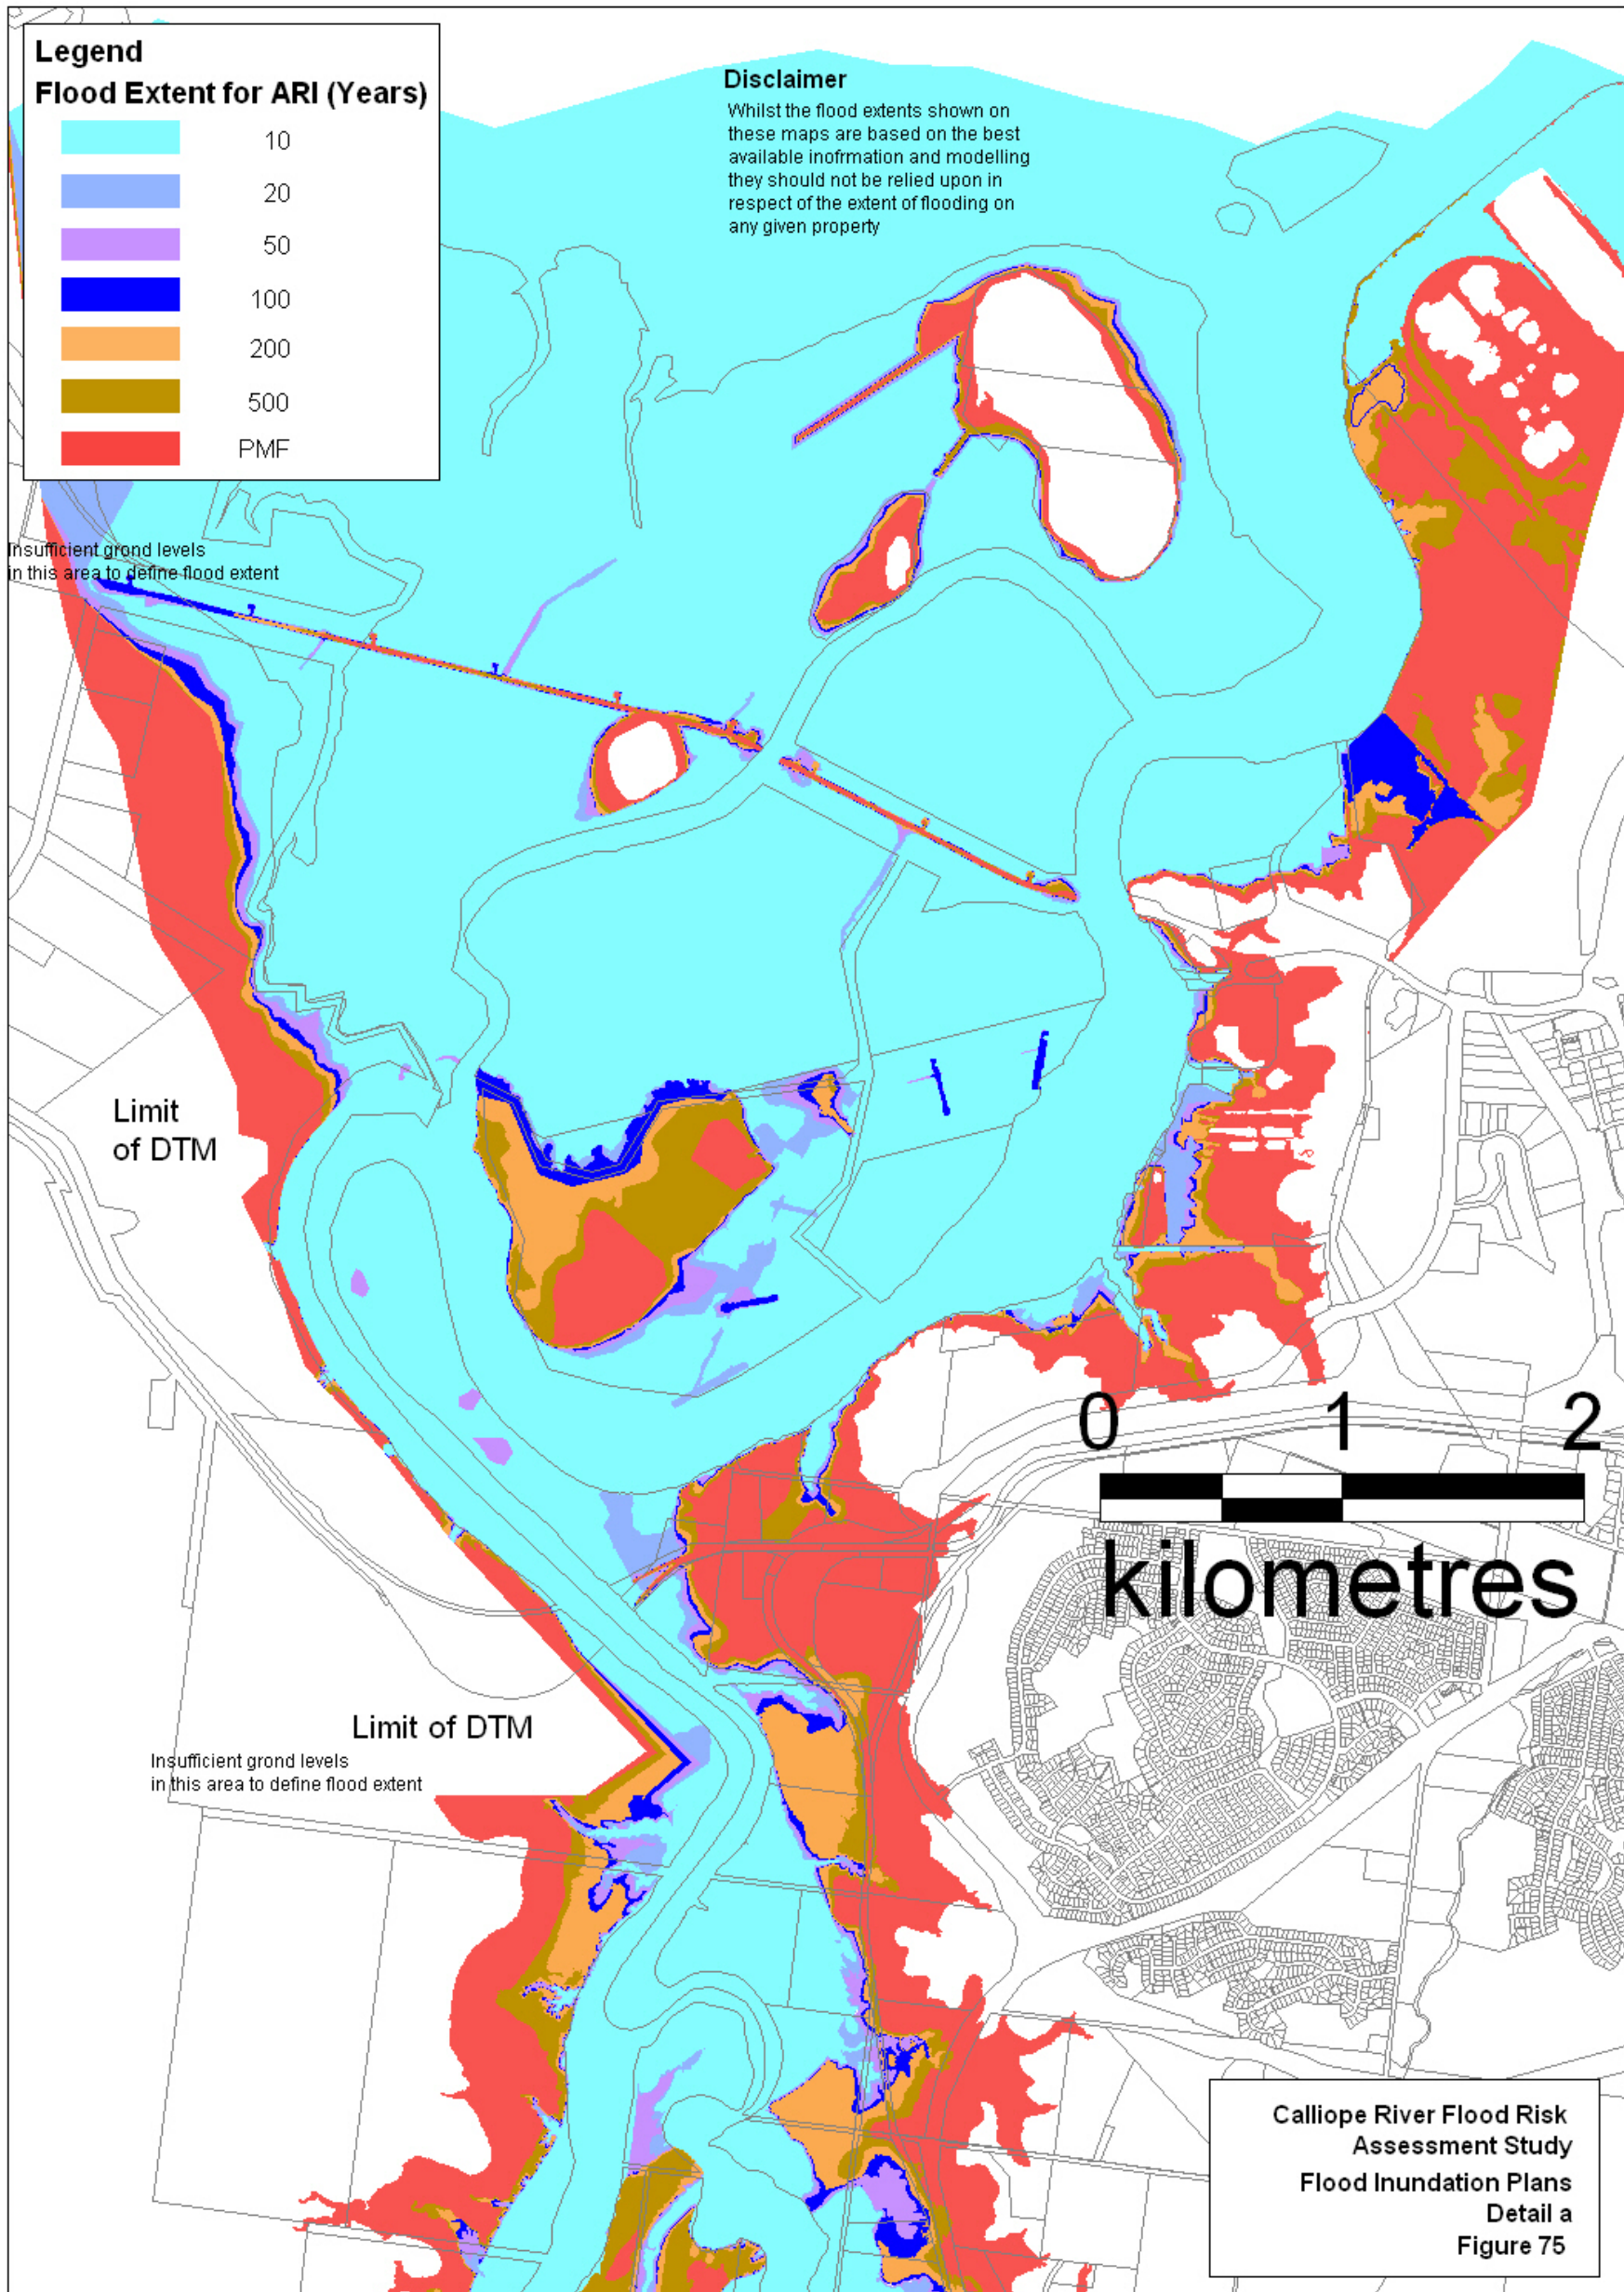 Legend
Flood Extent for ARI (Years)
10
20
50
100
200
500
PMF
Disclaimer
Whilst the flood extents shown on
these maps are based on the best
available inofrmation and modelling
they should not be relied upon in
respect of the extent of flooding on
any given property
Insufficient grond levels
in this area to define flood extent
Limit
of DTM
0 1 2
kilometres
Limit of DTM
Insufficient grond levels
in this area to define flood extent
Calliope River Flood Risk
Assessment Study
Flood Inundation Plans
Detail a
Figure 75